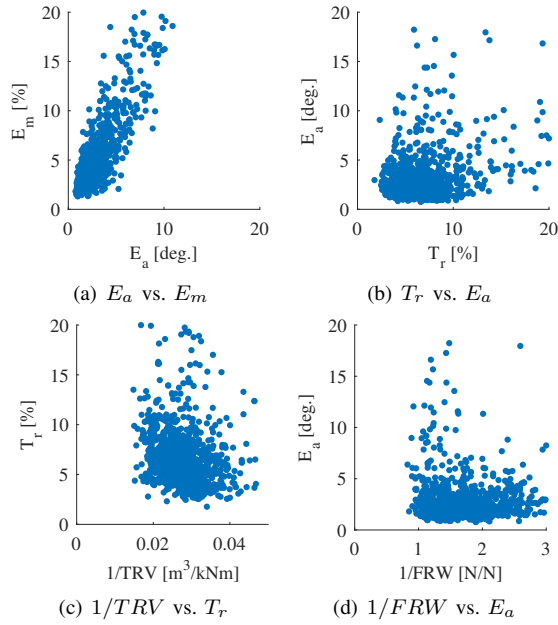 20
15
10
5
0
E_m [%]
0 10 20
E_a [deg.]
(a) E_a vs. E_m
20
15
10
5
0
E_a [deg.]
0 5 10 15 20
T_r [%]
(b) T_r vs. E_a
20
15
10
5
0
T_r [%]
0 0.02 0.04
1/TRV [m^3/kNm]
(c) 1/TRV vs. T_r
20
15
10
5
0
E_a [deg.]
0 1 2 3
1/FRW [N/N]
(d) 1/FRW vs. E_a